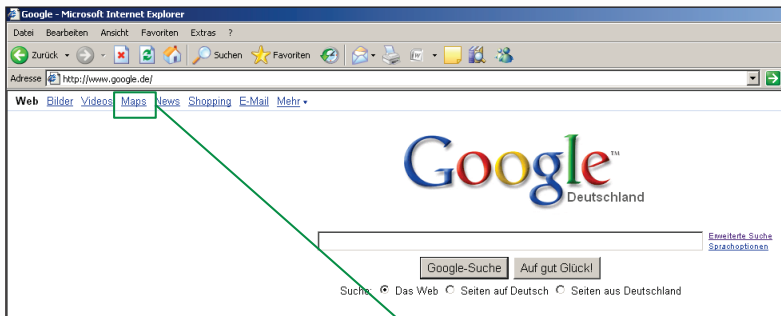 Google - Microsoft Internet Explorer
Datei Bearbeiten Ansicht Favoriten Extras ?
Zurück Suchen Favoriten
Adresse http://www.google.de/
Web Bilder Videos Maps News Shopping E-Mail Mehr
Google™
Deutschland
Erweiterte Suche
Sprachoptionen
Google-Suche Auf gut Glück!
Suche: Das Web Seiten auf Deutsch Seiten aus Deutschland